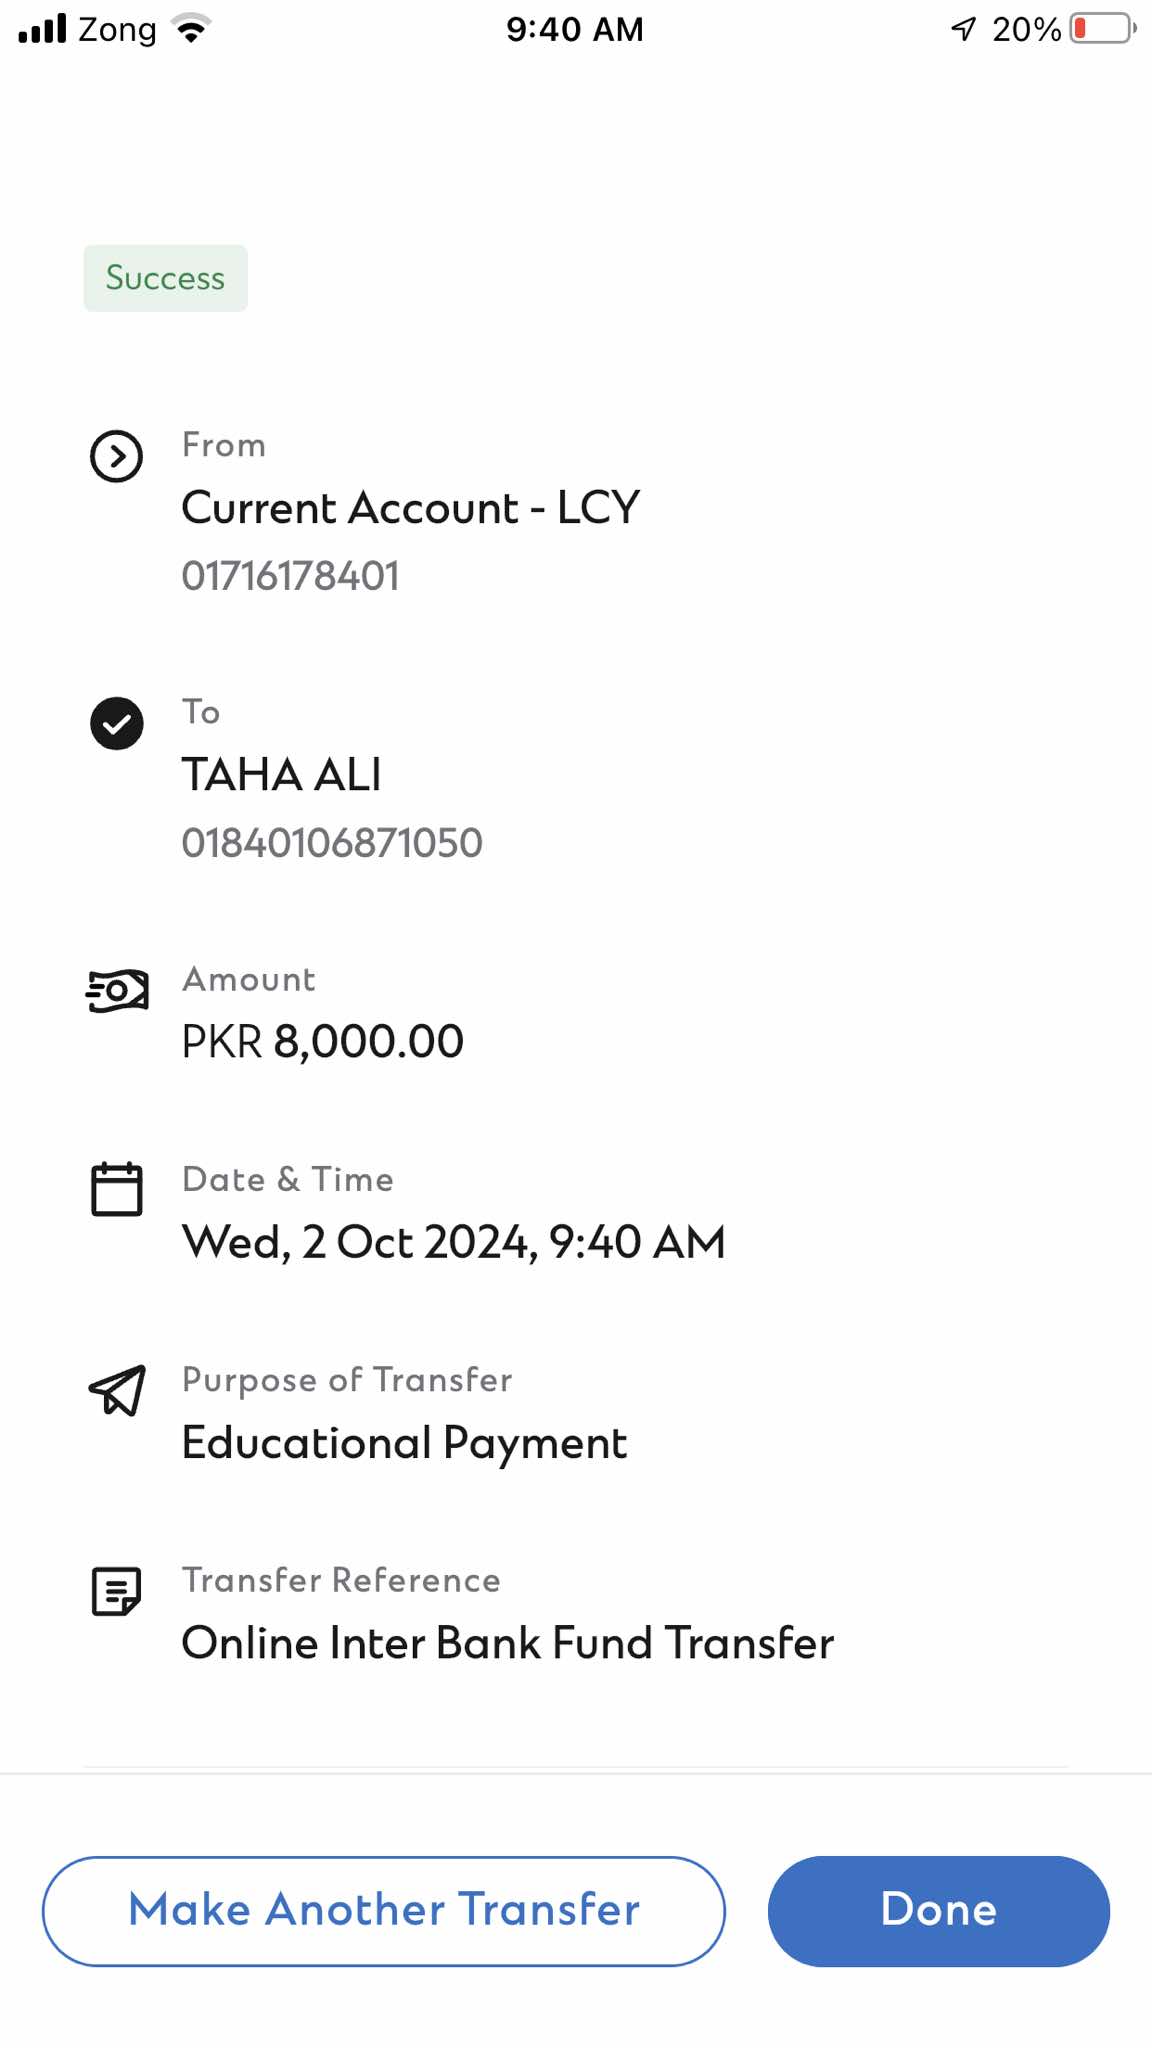 Zong 9:40 AM 20%
Success
From
Current Account - LCY
01716178401
To
TAHA ALI
01840106871050
Amount
PKR 8,000.00
Date & Time
Wed, 2 Oct 2024, 9:40 AM
Purpose of Transfer
Educational Payment
Transfer Reference
Online Inter Bank Fund Transfer
Make Another Transfer Done